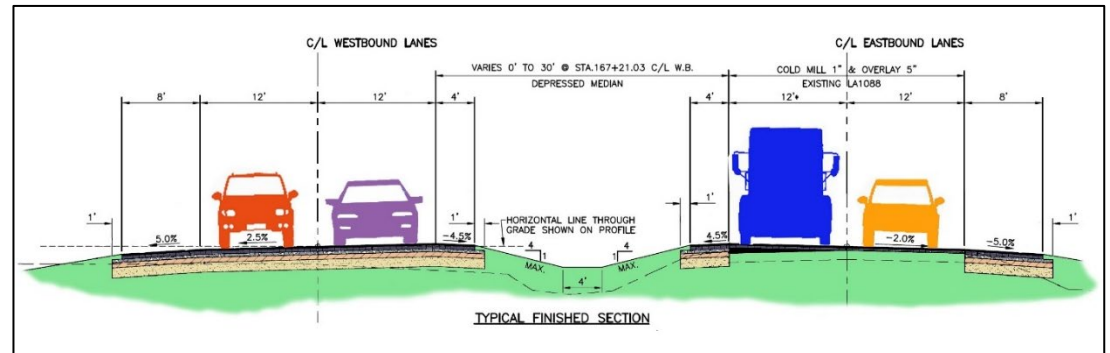 C/L WESTBOUND LANES
C/L EASTBOUND LANES
VARIES 0' TO 30' @ STA.167+21.03 C/L W.B.
DEPRESSED MEDIAN
COLD MILL 1" & OVERLAY 5"
EXISTING LA1088
8' 12' 12' 4' 4' 12'± 12' 8'
1' 1' 1' 1'
HORIZONTAL LINE THROUGH
GRADE SHOWN ON PROFILE
5.0% 2.5% -4.5% 4.5% -2.0% -5.0%
4 4
1 1
MAX. MAX.
4'
TYPICAL FINISHED SECTION